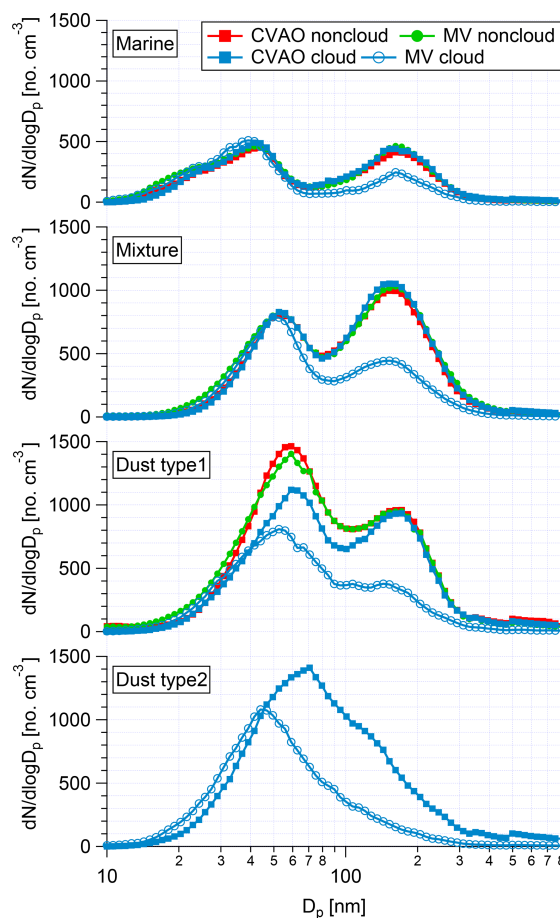 Marine
CVAO noncloud MV noncloud
CVAO cloud MV cloud
dN/dlogDp [no. cm-3]
1500
1000
500
0
Mixture
dN/dlogDp [no. cm-3]
1500
1000
500
0
Dust type1
dN/dlogDp [no. cm-3]
1500
1000
500
0
Dust type2
dN/dlogDp [no. cm-3]
1500
1000
500
0
10 2 3 4 5 6 7 8 100 2 3 4 5 6 7 8
Dp [nm]